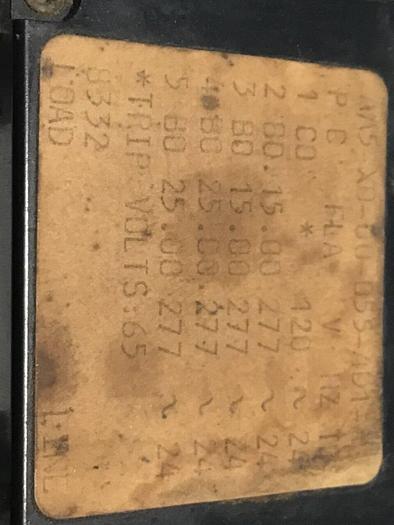 P C FLA V HZ
1 CO * 120 ~ 24
2 80. 15.00 277 ~ 24
3 80 15.00 277 ~ 24
4 80 25.00 277 ~ 24
5 80 25.00 277 ~ 24
*TRIP VOLTS:65
8332
LOAD LINE